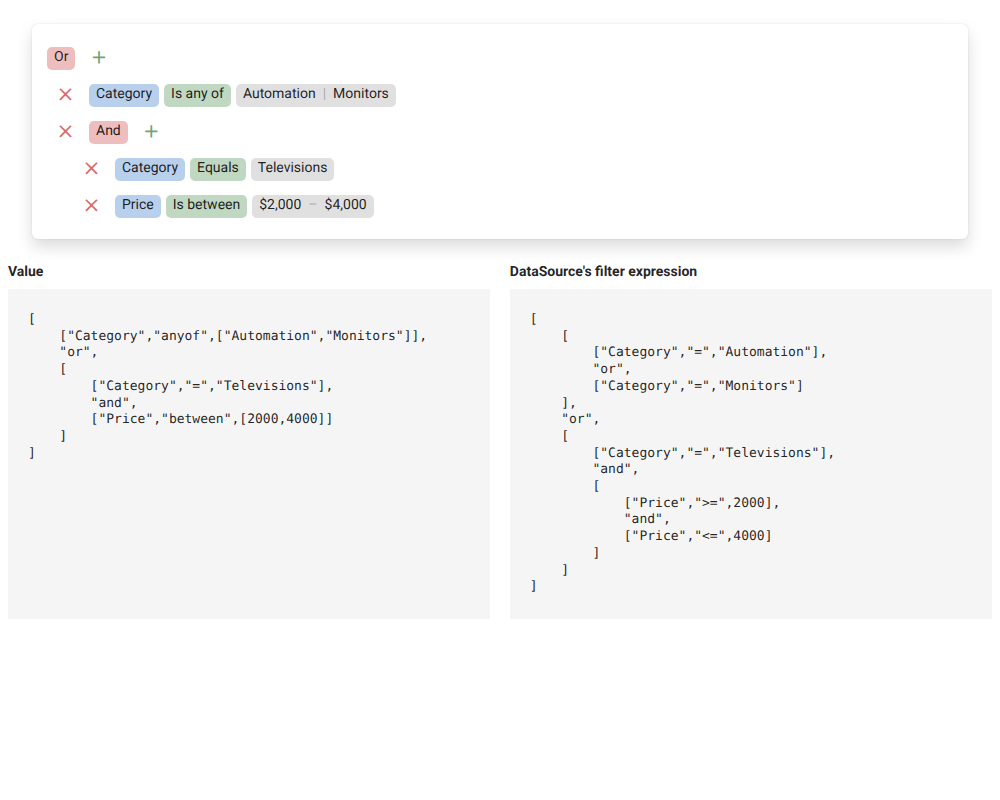 Or +
Category Is any of Automation | Monitors
And +
Category Equals Televisions
Price Is between $2,000 – $4,000
Value
[
    ["Category","anyof",["Automation","Monitors"]],
    "or",
    [
        ["Category","=","Televisions"],
        "and",
        ["Price","between",[2000,4000]]
    ]
]
DataSource's filter expression
[
    [
        ["Category","=","Automation"],
        "or",
        ["Category","=","Monitors"]
    ],
    "or",
    [
        ["Category","=","Televisions"],
        "and",
        [
            ["Price",">=",2000],
            "and",
            ["Price","<=",4000]
        ]
    ]
]